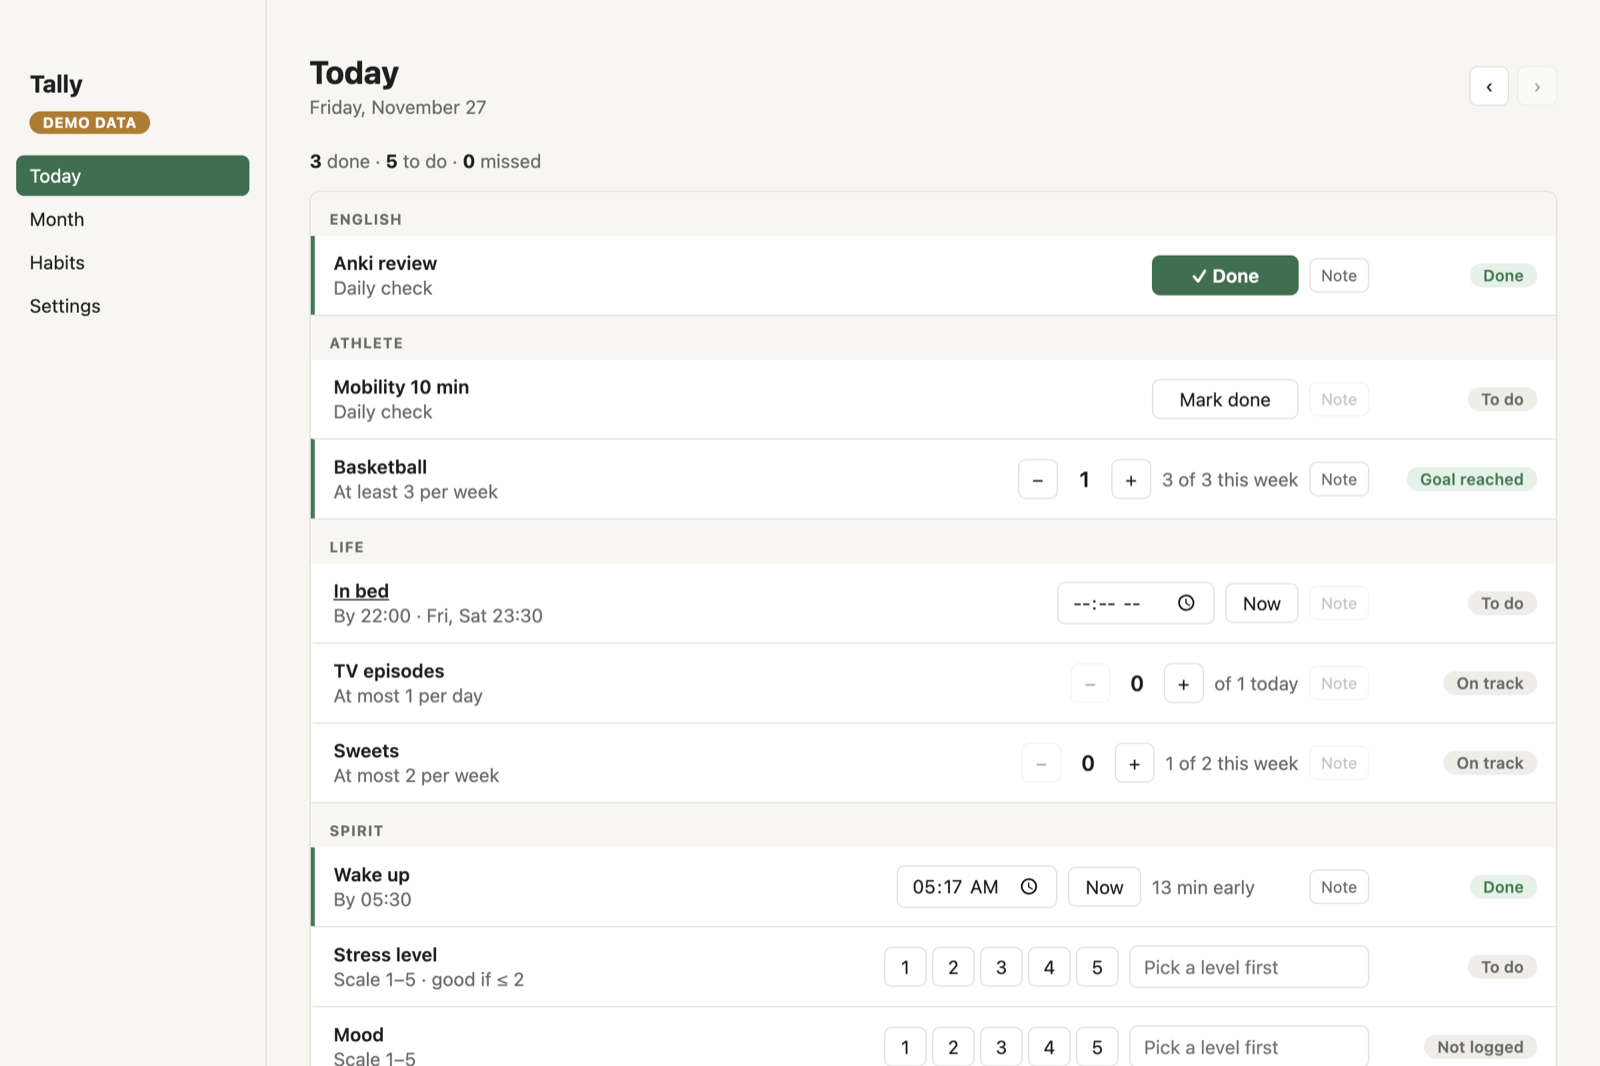 Tally
DEMO DATA
Today
Month
Habits
Settings
Today
Friday, November 27
‹ ›
3 done · 5 to do · 0 missed
ENGLISH
Anki review
Daily check
✓ Done Note Done
ATHLETE
Mobility 10 min
Daily check
Mark done Note To do
Basketball
At least 3 per week
− 1 + 3 of 3 this week Note Goal reached
LIFE
In bed
By 22:00 · Fri, Sat 23:30
--:-- -- Now Note To do
TV episodes
At most 1 per day
− 0 + of 1 today Note On track
Sweets
At most 2 per week
− 0 + 1 of 2 this week Note On track
SPIRIT
Wake up
By 05:30
05:17 AM Now 13 min early Note Done
Stress level
Scale 1–5 · good if ≤ 2
1 2 3 4 5 Pick a level first To do
Mood
Scale 1–5
1 2 3 4 5 Pick a level first Not logged